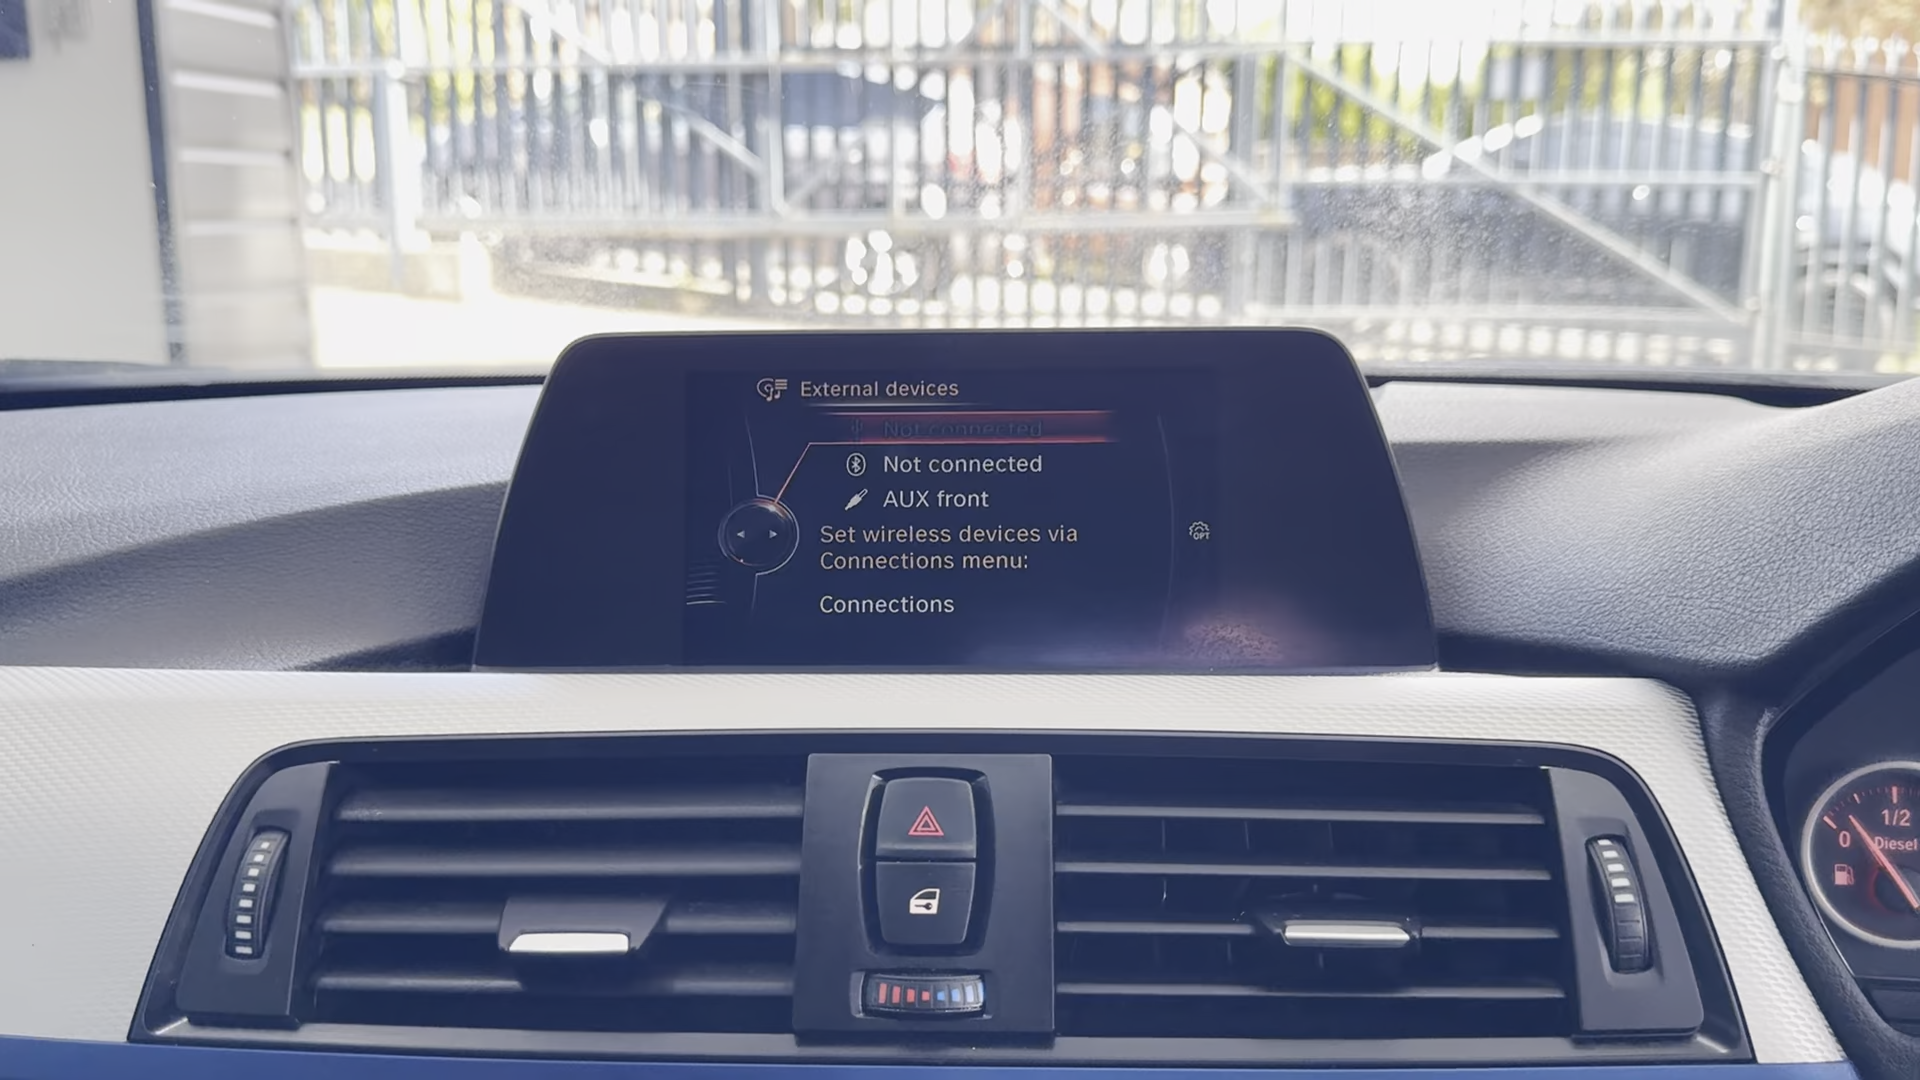 External devices
Not connected
Not connected
AUX front
Set wireless devices via
Connections menu:
Connections
OPT
1/2
0
Diesel